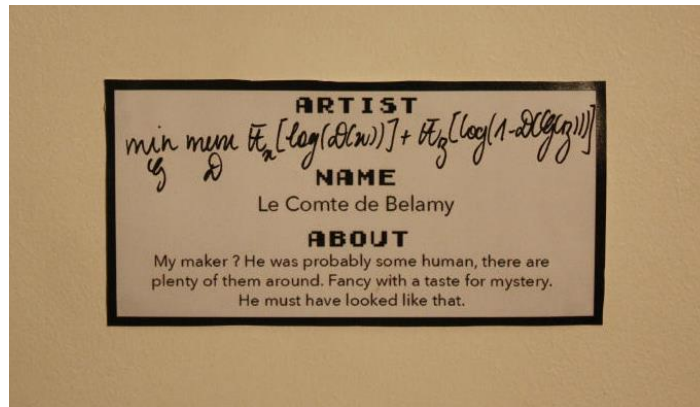 ARTIST
min max 𝔼ₓ[log(D(x))] + 𝔼_z[log(1-D(G(z)))]
G D
NAME
Le Comte de Belamy
ABOUT
My maker ? He was probably some human, there are
plenty of them around. Fancy with a taste for mystery.
He must have looked like that.